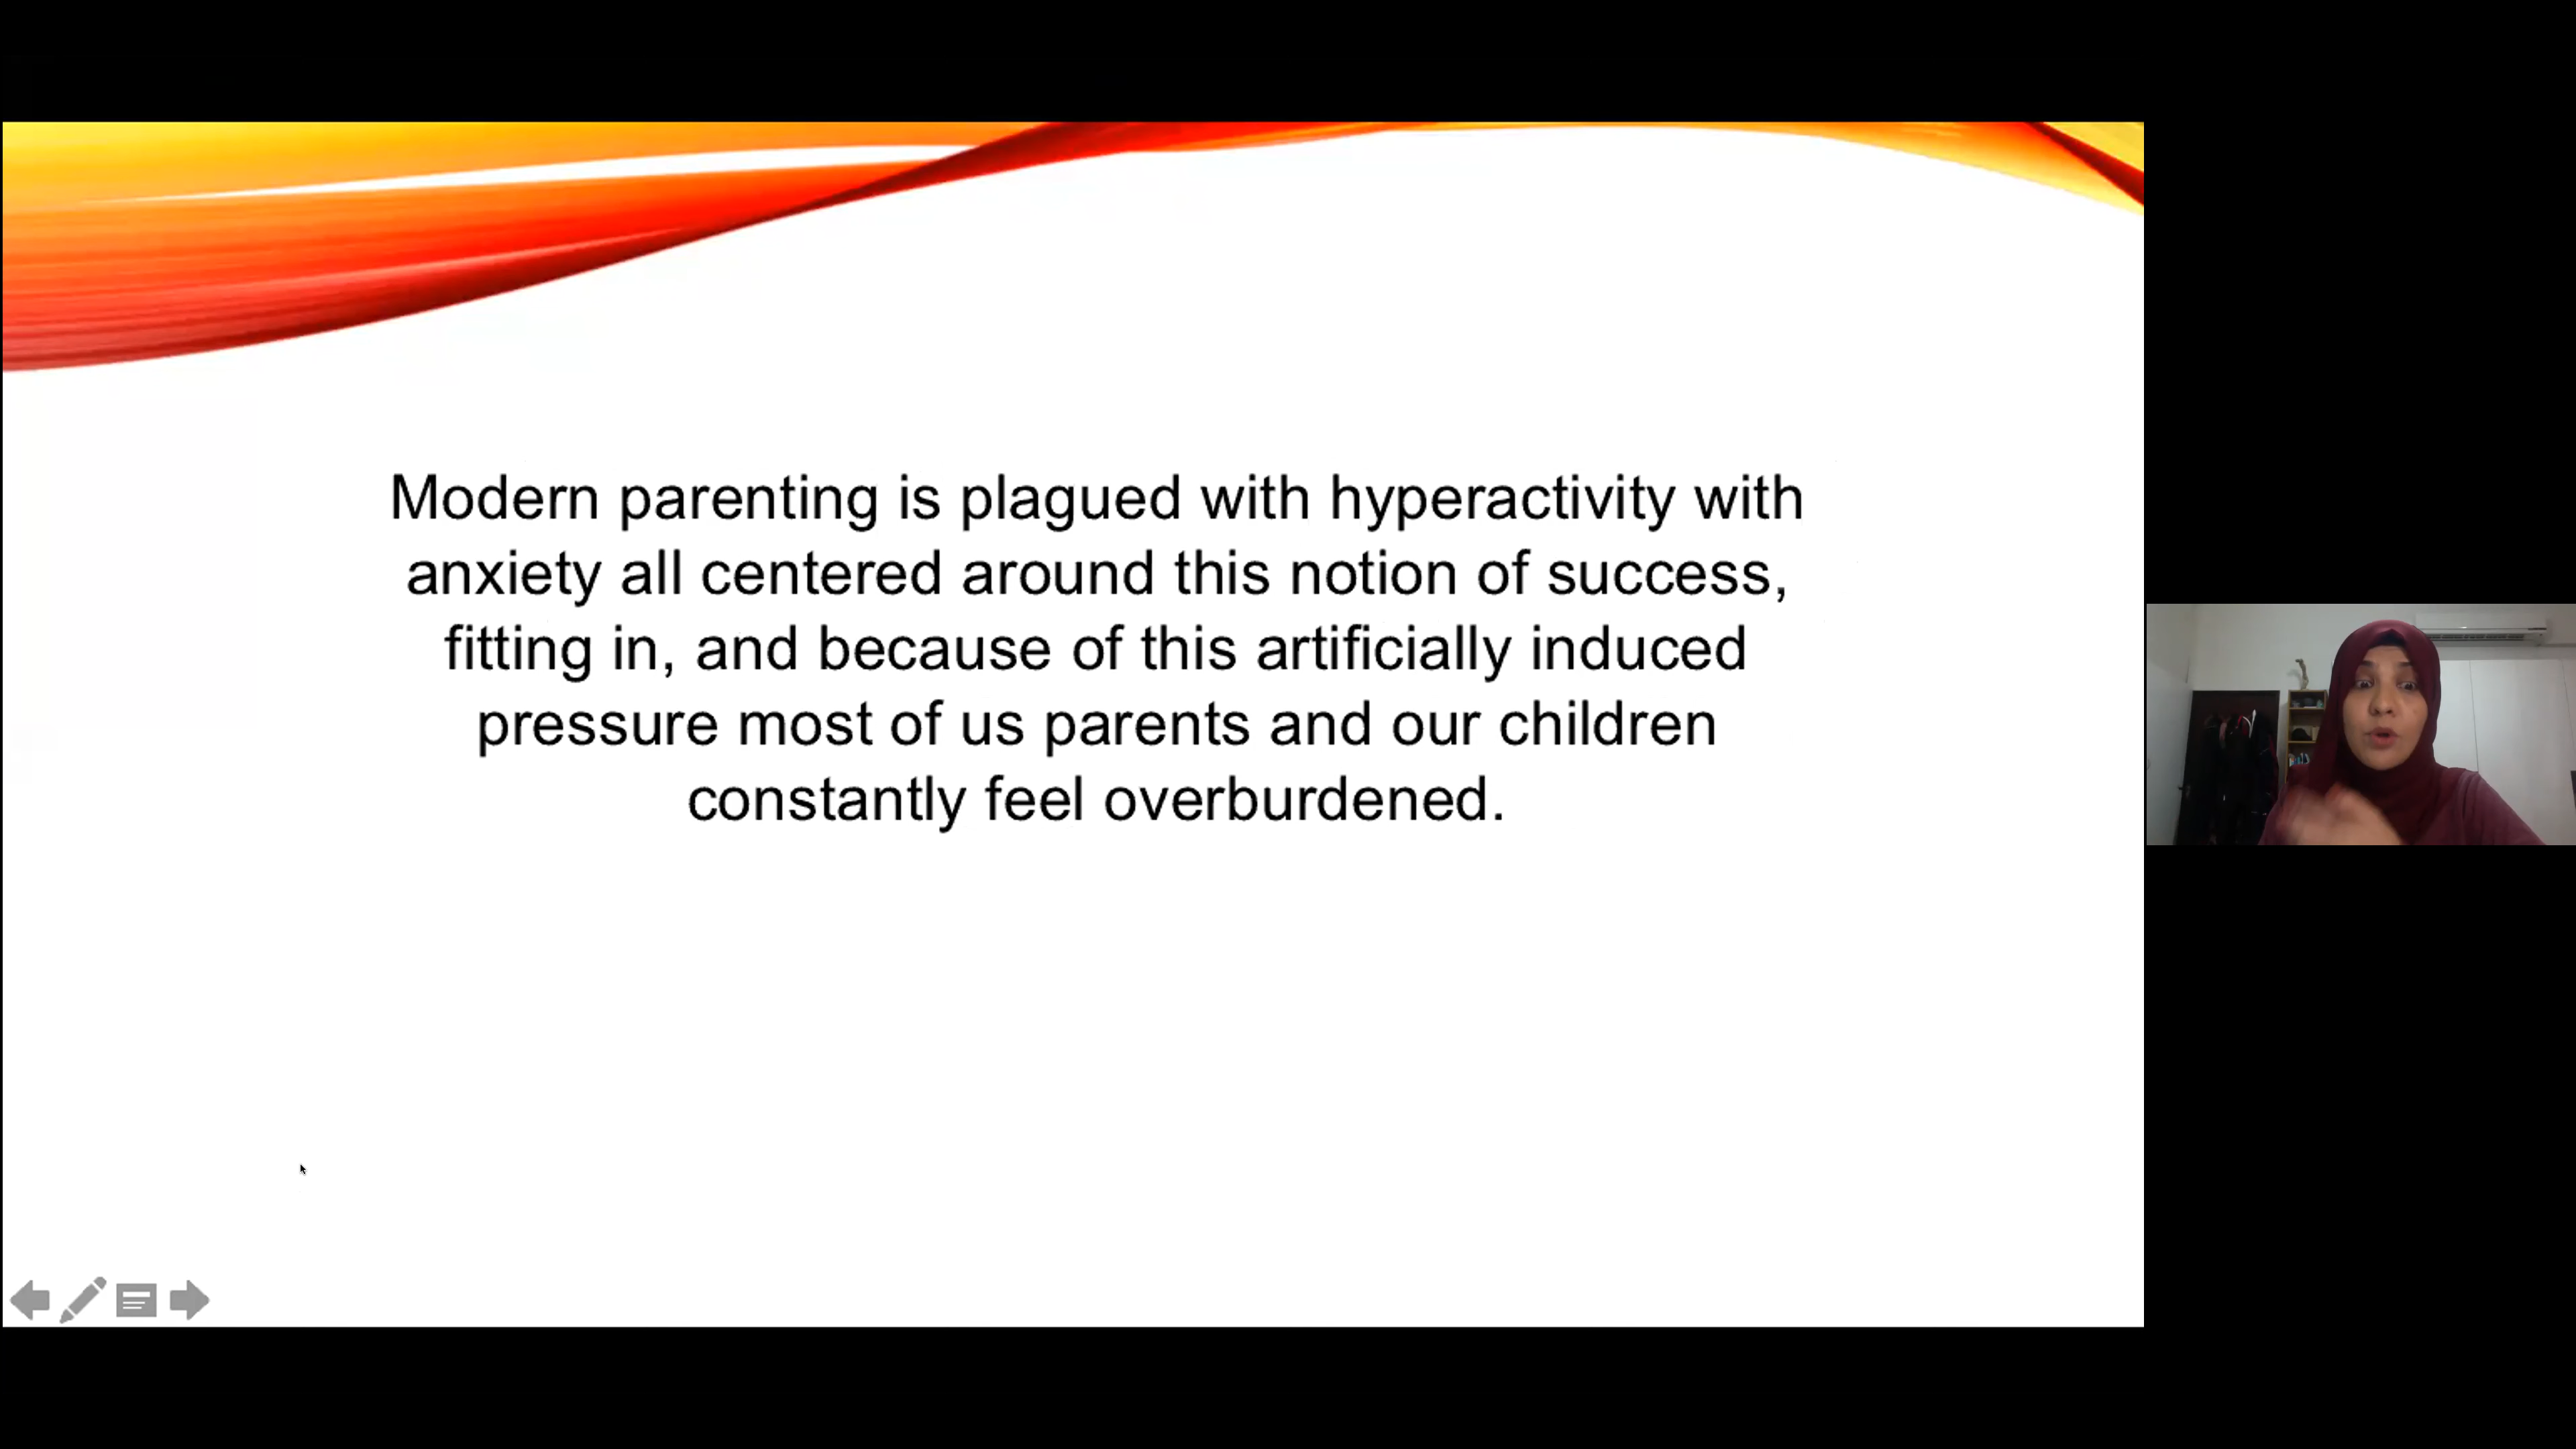 Modern parenting is plagued with hyperactivity with
anxiety all centered around this notion of success,
fitting in, and because of this artificially induced
pressure most of us parents and our children
constantly feel overburdened.